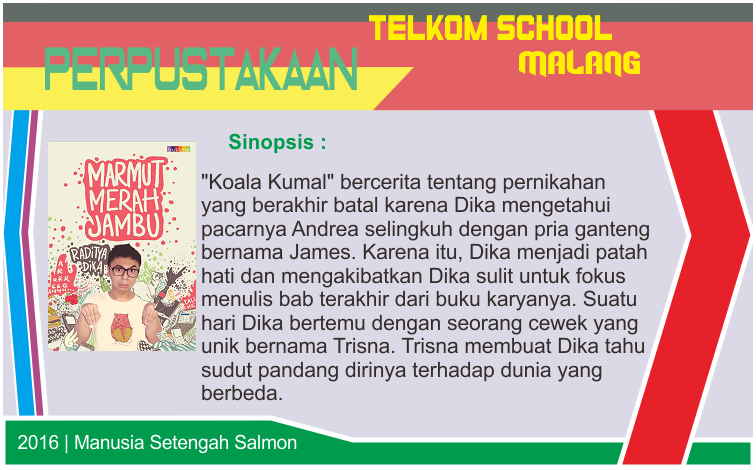 TELKOM SCHOOL
MALANG
PERPUSTAKAAN
Sinopsis :
MARMUT
MERAH
JAMBU
RADITYA
DIKA
"Koala Kumal" bercerita tentang pernikahan
yang berakhir batal karena Dika mengetahui
pacarnya Andrea selingkuh dengan pria ganteng
bernama James. Karena itu, Dika menjadi patah
hati dan mengakibatkan Dika sulit untuk fokus
menulis bab terakhir dari buku karyanya. Suatu
hari Dika bertemu dengan seorang cewek yang
unik bernama Trisna. Trisna membuat Dika tahu
sudut pandang dirinya terhadap dunia yang
berbeda.
2016 | Manusia Setengah Salmon